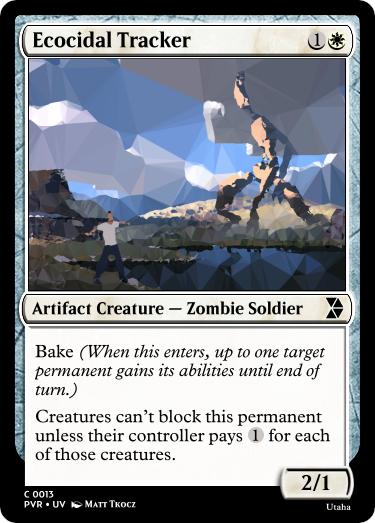 Ecocidal Tracker 1
Artifact Creature — Zombie Soldier
Bake (When this enters, up to one target
permanent gains its abilities until end of
turn.)
Creatures can't block this permanent
unless their controller pays 1 for each
of those creatures.
2/1
C 0013
PVR • UV Matt Tkocz
Utaha